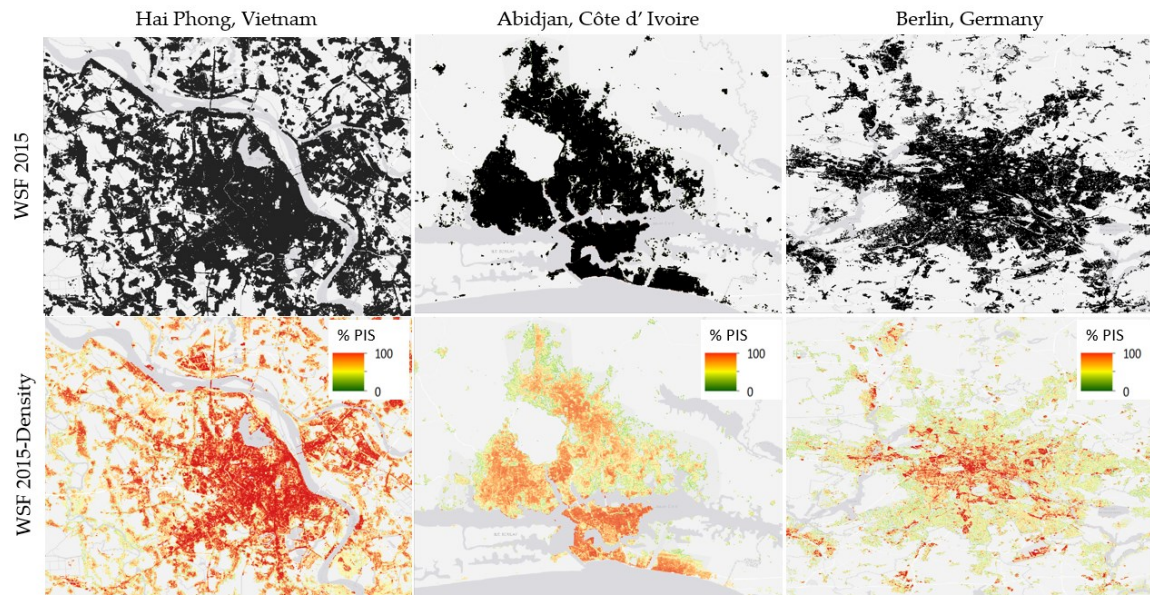 Hai Phong, Vietnam
Abidjan, Côte d' Ivoire
Berlin, Germany
WSF 2015
WSF 2015-Density
% PIS
100
0
% PIS
100
0
% PIS
100
0